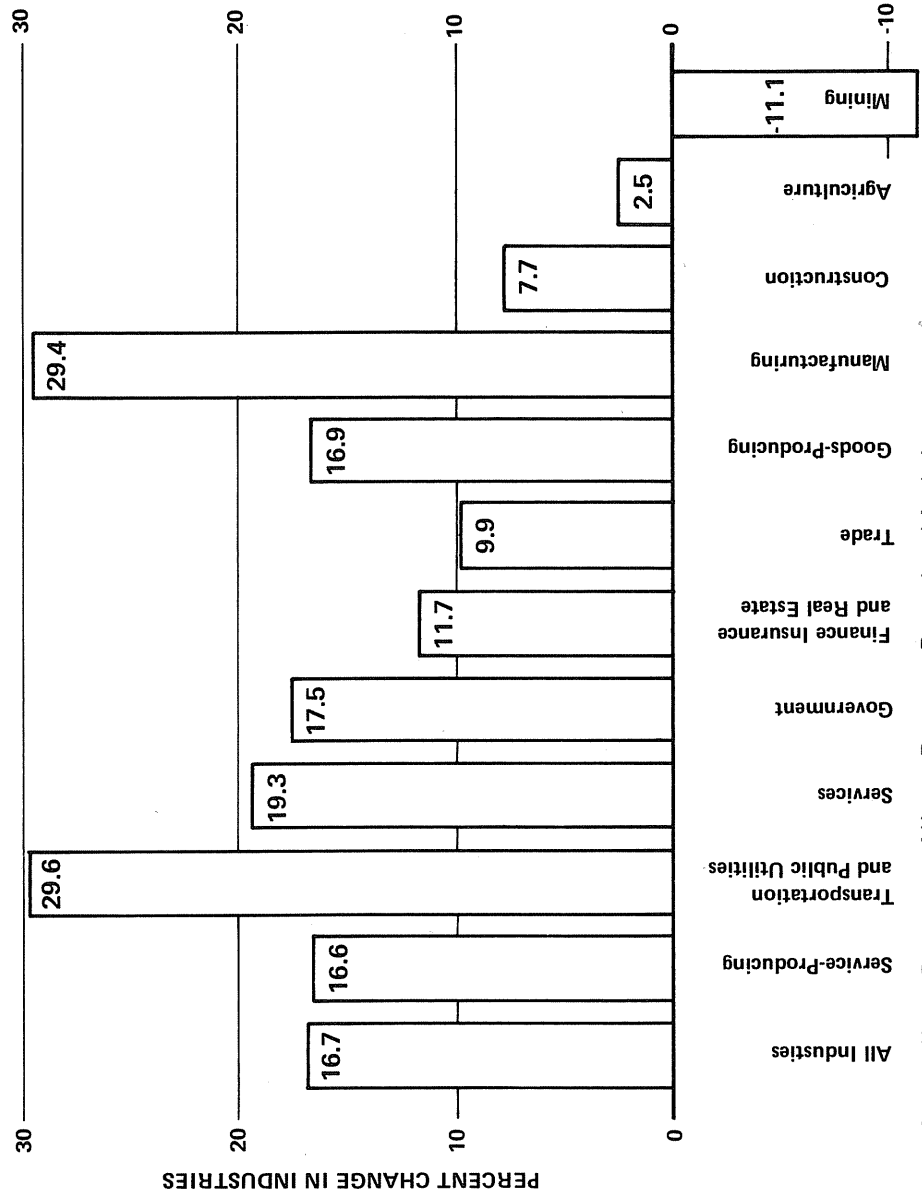 PERCENT CHANGE IN INDUSTRIES
30
20
10
0
30
20
10
0
-10
16.7
16.6
29.6
19.3
17.5
11.7
9.9
16.9
29.4
7.7
2.5
-11.1
All Industies
Service-Producing
Transportation
and Public Utilities
Services
Government
Finance Insurance
and Real Estate
Trade
Goods-Producing
Manufacturing
Construction
Agriculture
Mining